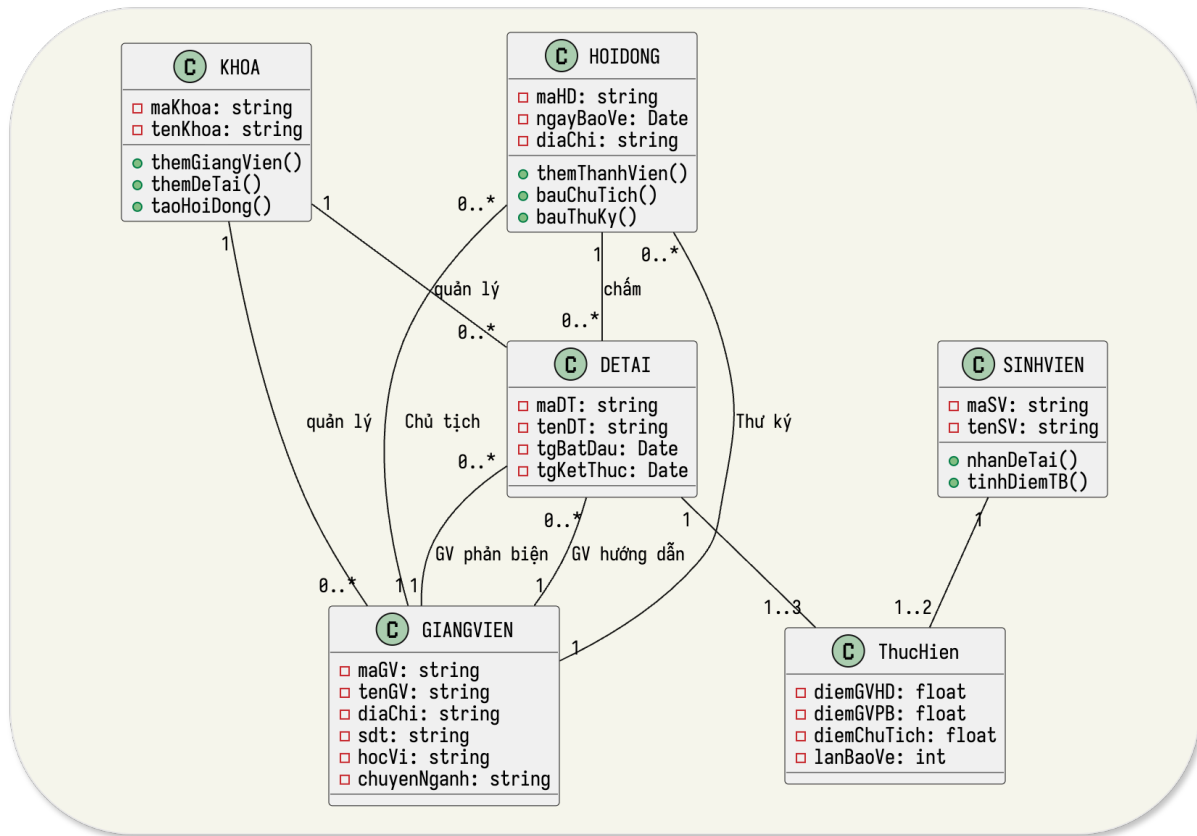 C KHOA
maKhoa: string
tenKhoa: string
themGiangVien()
themDeTai()
taoHoiDong()
C HOIDONG
maHD: string
ngayBaoVe: Date
diaChi: string
themThanhVien()
bauChuTich()
bauThuKy()
1
0..*
1
1
0..*
quản lý
chấm
0..*
0..*
C DETAI
maDT: string
tenDT: string
tgBatDau: Date
tgKetThuc: Date
C SINHVIEN
maSV: string
tenSV: string
nhanDeTai()
tinhDiemTB()
quản lý
Chủ tịch
Thư ký
0..*
0..*
1
1
GV phản biện
GV hướng dẫn
0..*
1
1
1
1..3
1..2
C GIANGVIEN
maGV: string
tenGV: string
diaChi: string
sdt: string
hocVi: string
chuyenNganh: string
1
C ThucHien
diemGVHD: float
diemGVPB: float
diemChuTich: float
lanBaoVe: int